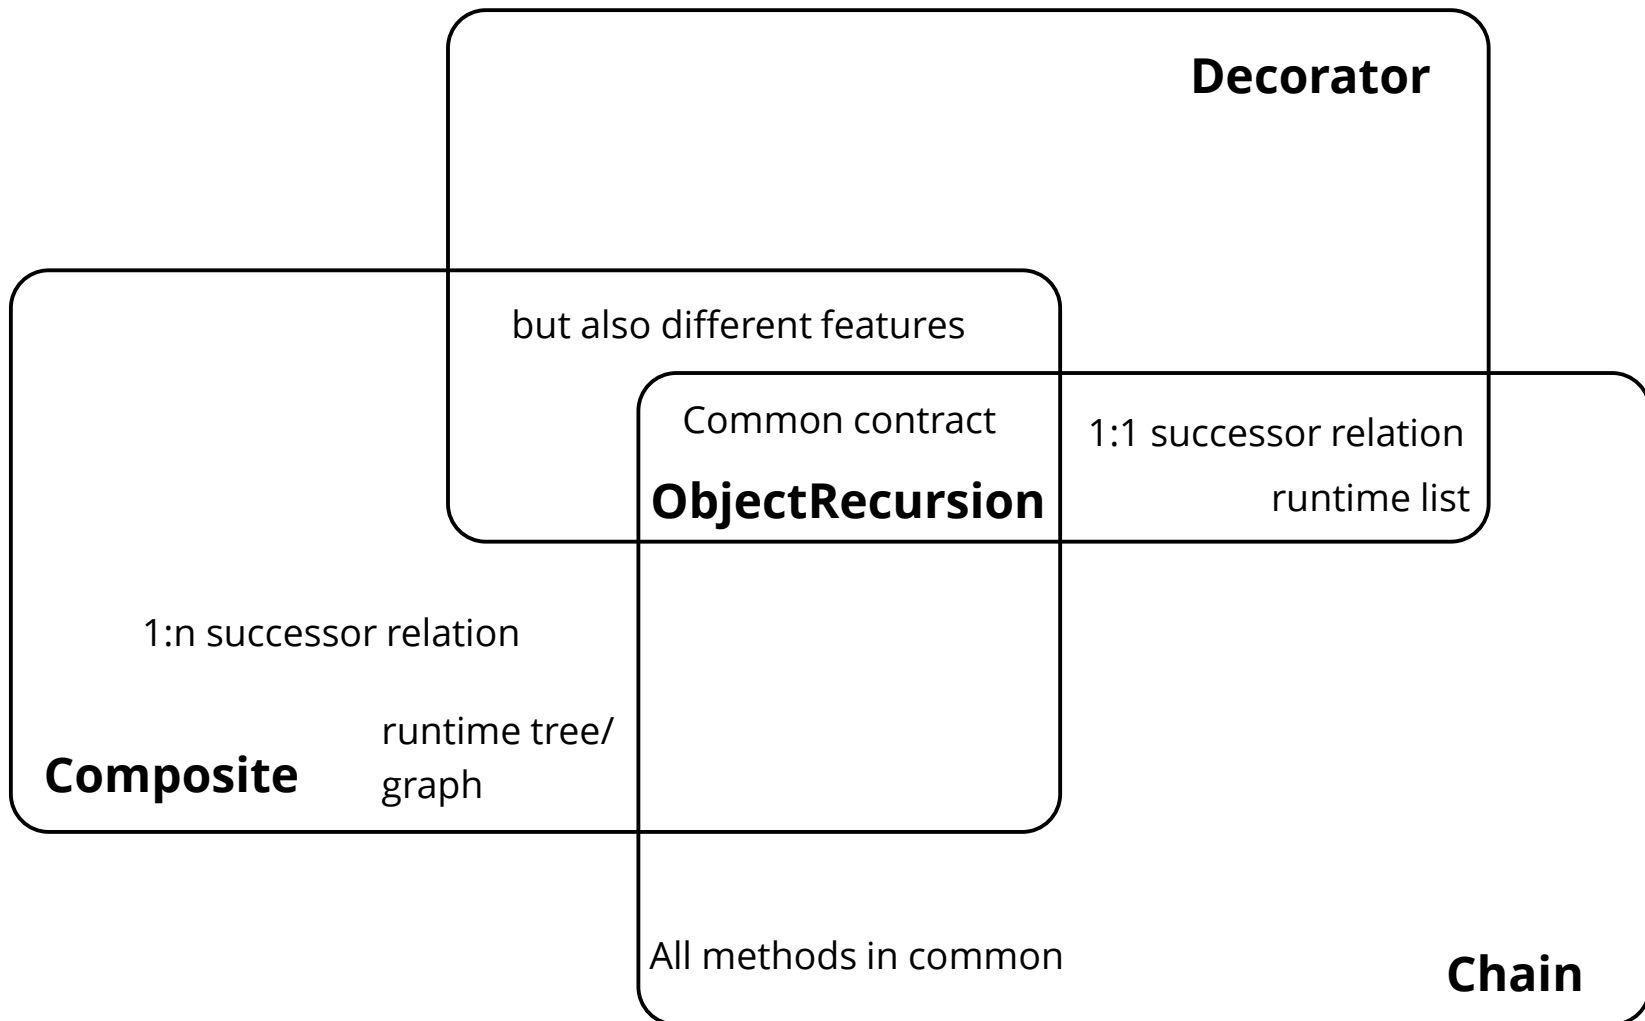 Decorator
but also different features
Common contract
1:1 successor relation
ObjectRecursion
runtime list
1:n successor relation
runtime tree/
graph
Composite
All methods in common
Chain